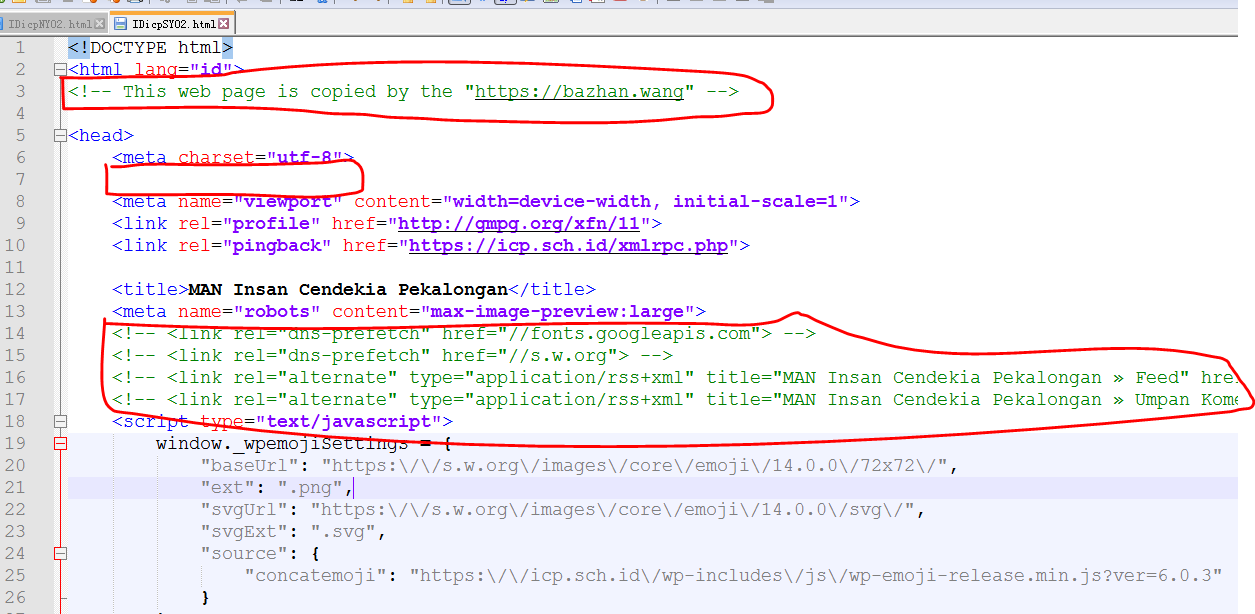 IDicpNY02.html IDicpSY02.html
1 <!DOCTYPE html>
2 <html lang="id">
3 <!-- This web page is copied by the "https://bazhan.wang" -->
4
5 <head>
6 <meta charset="utf-8">
7
8 <meta name="viewport" content="width=device-width, initial-scale=1">
9 <link rel="profile" href="http://gmpg.org/xfn/11">
10 <link rel="pingback" href="https://icp.sch.id/xmlrpc.php">
11
12 <title>MAN Insan Cendekia Pekalongan</title>
13 <meta name="robots" content="max-image-preview:large">
14 <!-- <link rel="dns-prefetch" href="//fonts.googleapis.com"> -->
15 <!-- <link rel="dns-prefetch" href="//s.w.org"> -->
16 <!-- <link rel="alternate" type="application/rss+xml" title="MAN Insan Cendekia Pekalongan » Feed" hre
17 <!-- <link rel="alternate" type="application/rss+xml" title="MAN Insan Cendekia Pekalongan » Umpan Kome
18 <script type="text/javascript">
19 window._wpemojiSettings = {
20 "baseUrl": "https:\/\/s.w.org\/images\/core\/emoji\/14.0.0\/72x72\/",
21 "ext": ".png",
22 "svgUrl": "https:\/\/s.w.org\/images\/core\/emoji\/14.0.0\/svg\/",
23 "svgExt": ".svg",
24 "source": {
25 "concatemoji": "https:\/\/icp.sch.id\/wp-includes\/js\/wp-emoji-release.min.js?ver=6.0.3"
26 }